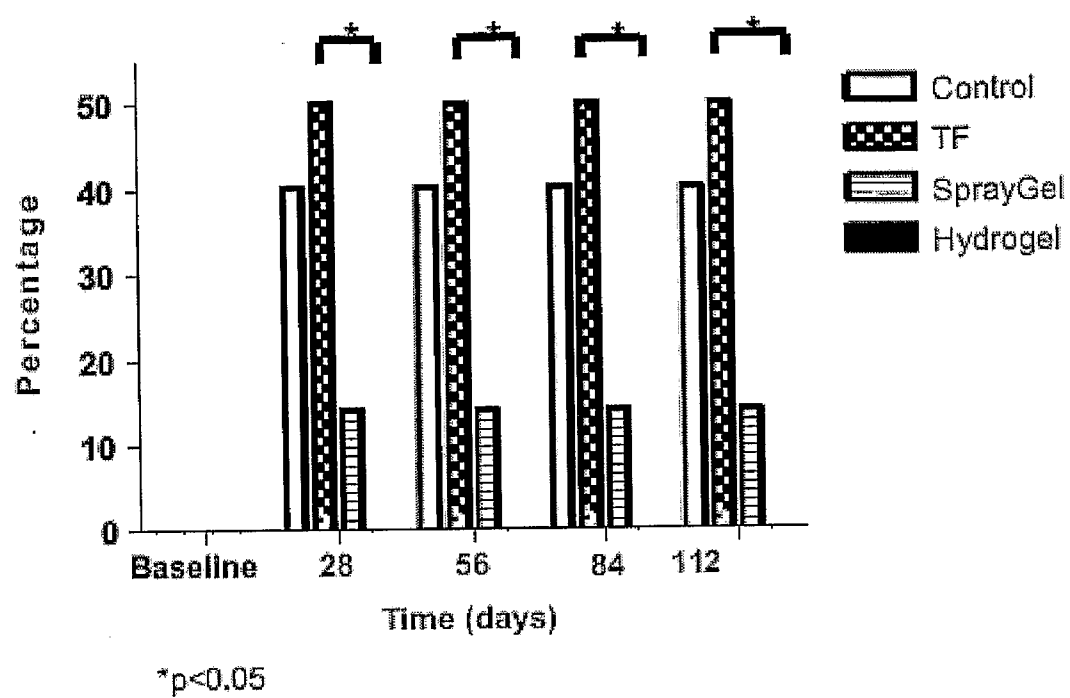 * * * *
50
40
30
20
10
0
Percentage
Control
TF
SprayGel
Hydrogel
Baseline 28 56 84 112
Time (days)
*p<0.05